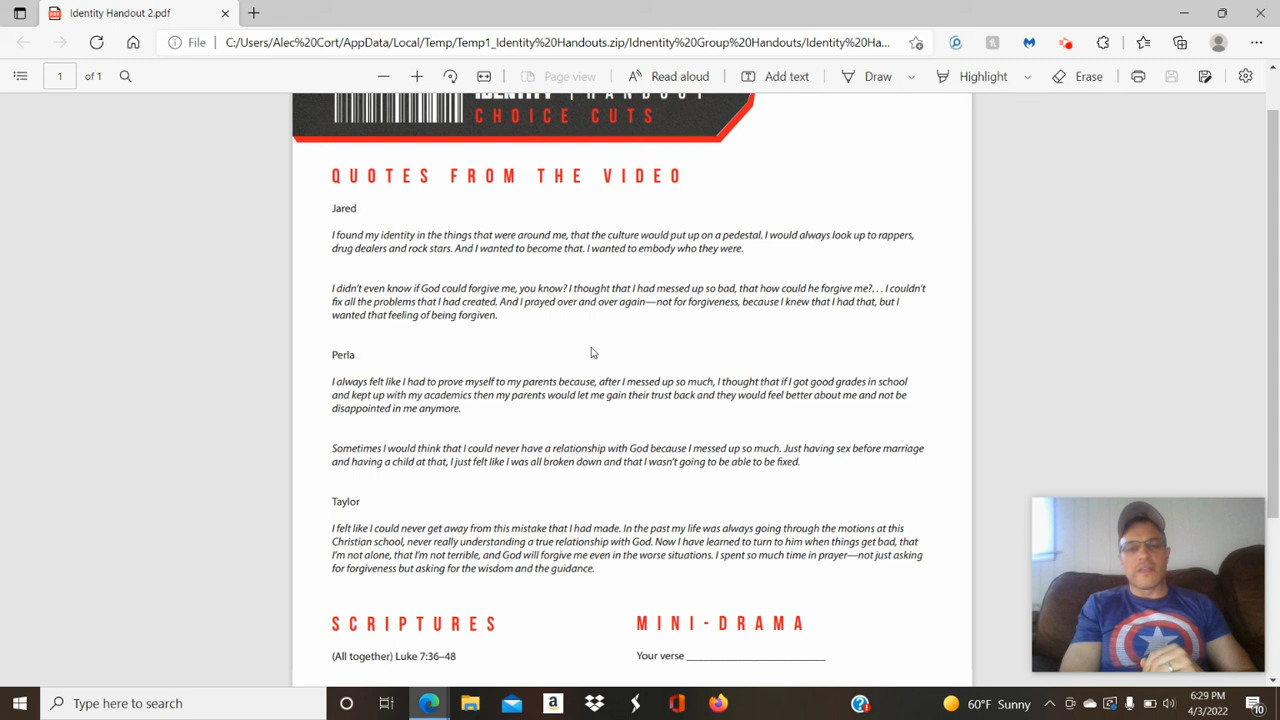 Identity Handout 2.pdf
File
C:/Users/Alec%20Cort/AppData/Local/Temp/Temp1_Identity%20Handouts.zip/Idnentity%20Group%20Handouts/Identity%20Ha...
1 of 1
Page view
Read aloud
Add text
Draw
Highlight
Erase
IDENTITY | HANDOUT
CHOICE CUTS
QUOTES FROM THE VIDEO
Jared
I found my identity in the things that were around me, that the culture would put up on a pedestal. I would always look up to rappers,
drug dealers and rock stars. And I wanted to become that. I wanted to embody who they were.
I didn't even know if God could forgive me, you know? I thought that I had messed up so bad, that how could he forgive me?. . . I couldn't
fix all the problems that I had created. And I prayed over and over again—not for forgiveness, because I knew that I had that, but I
wanted that feeling of being forgiven.
Perla
I always felt like I had to prove myself to my parents because, after I messed up so much, I thought that if I got good grades in school
and kept up with my academics then my parents would let me gain their trust back and they would feel better about me and not be
disappointed in me anymore.
Sometimes I would think that I could never have a relationship with God because I messed up so much. Just having sex before marriage
and having a child at that, I just felt like I was all broken down and that I wasn't going to be able to be fixed.
Taylor
I felt like I could never get away from this mistake that I had made. In the past my life was always going through the motions at this
Christian school, never really understanding a true relationship with God. Now I have learned to turn to him when things get bad, that
I'm not alone, that I'm not terrible, and God will forgive me even in the worse situations. I spent so much time in prayer—not just asking
for forgiveness but asking for the wisdom and the guidance.
SCRIPTURES
(All together) Luke 7:36–48
MINI-DRAMA
Your verse ____________________
Type here to search
60°F Sunny
6:29 PM
4/3/2022
10